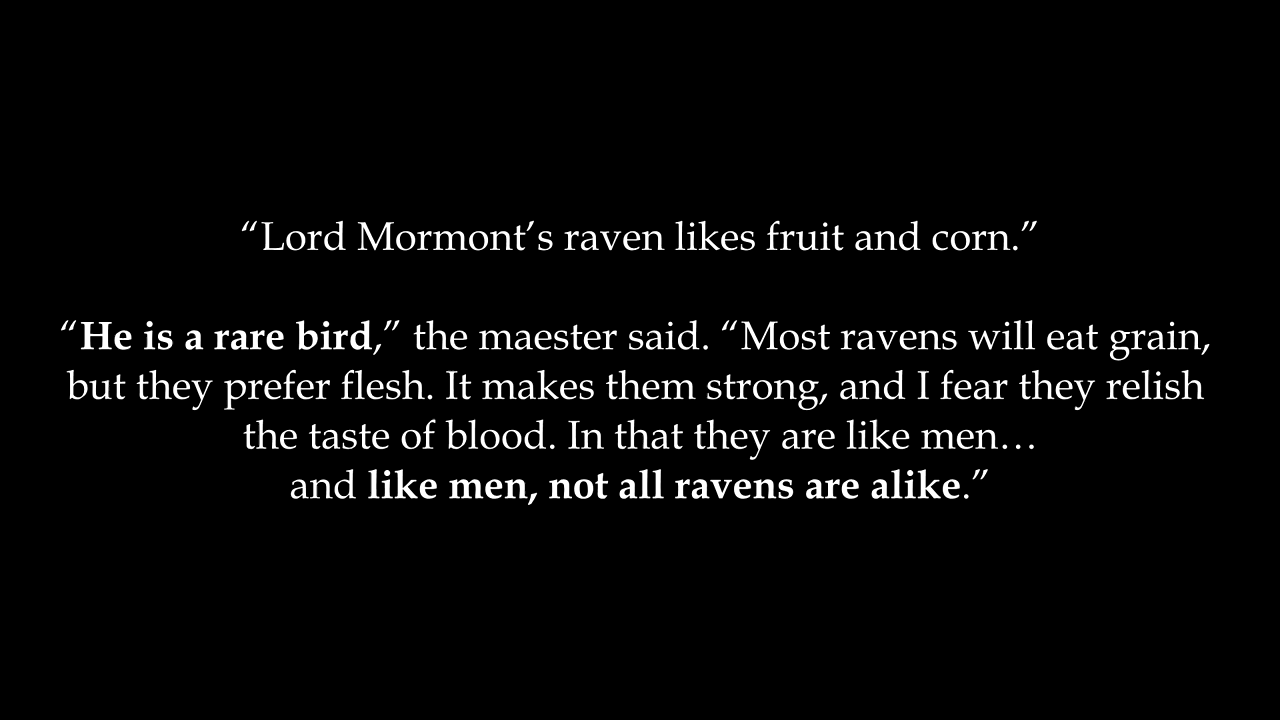 “Lord Mormont’s raven likes fruit and corn.”
“He is a rare bird,” the maester said. “Most ravens will eat grain,
but they prefer flesh. It makes them strong, and I fear they relish
the taste of blood. In that they are like men…
and like men, not all ravens are alike.”